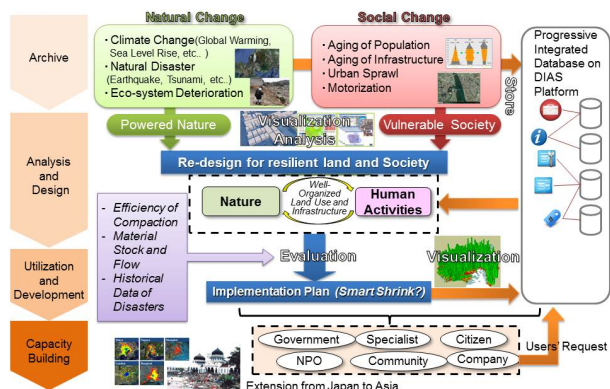 Natural Change
Social Change
Archive
・Climate Change(Global Warming,
Sea Level Rise, etc.. )
・Natural Disaster
(Earthquake, Tsunami, etc..)
・Eco-system Deterioration
・Aging of Population
・Aging of Infrastructure
・Urban Sprawl
・Motorization
Store
Progressive
Integrated
Database on
DIAS
Platform
Powered Nature
Visualization
Analysis
Vulnerable Society
Analysis
and
Design
Re-design for resilient land and Society
Nature
Well-
Organized
Land Use and
Infrastructure
Human
Activities
- Efficiency of
Compaction
- Material
Stock and
Flow
- Historical
Data of
Disasters
Evaluation
Visualization
Utilization
and
Development
Implementation Plan (Smart Shrink?)
Capacity
Building
Government
Specialist
Citizen
NPO
Community
Company
Users' Request
Extension from Japan to Asia